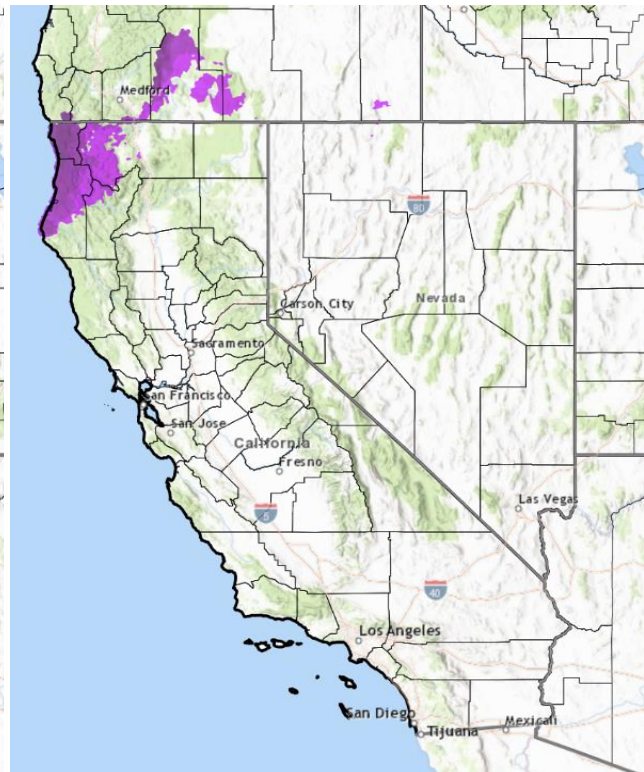 Medford
80
Carson City
Nevada
Sacramento
San Francisco
San Jose
California
Fresno
5
Las Vegas
40
Los Angeles
San Diego
Tijuana
Mexicali